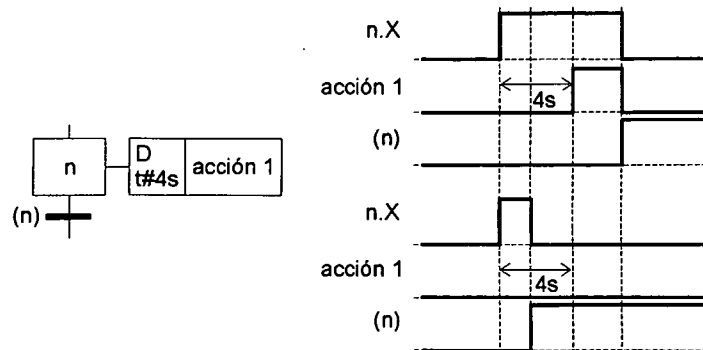 n
D
t#4s
acción 1
(n)
n.X
acción 1
4s
(n)
n.X
acción 1
4s
(n)